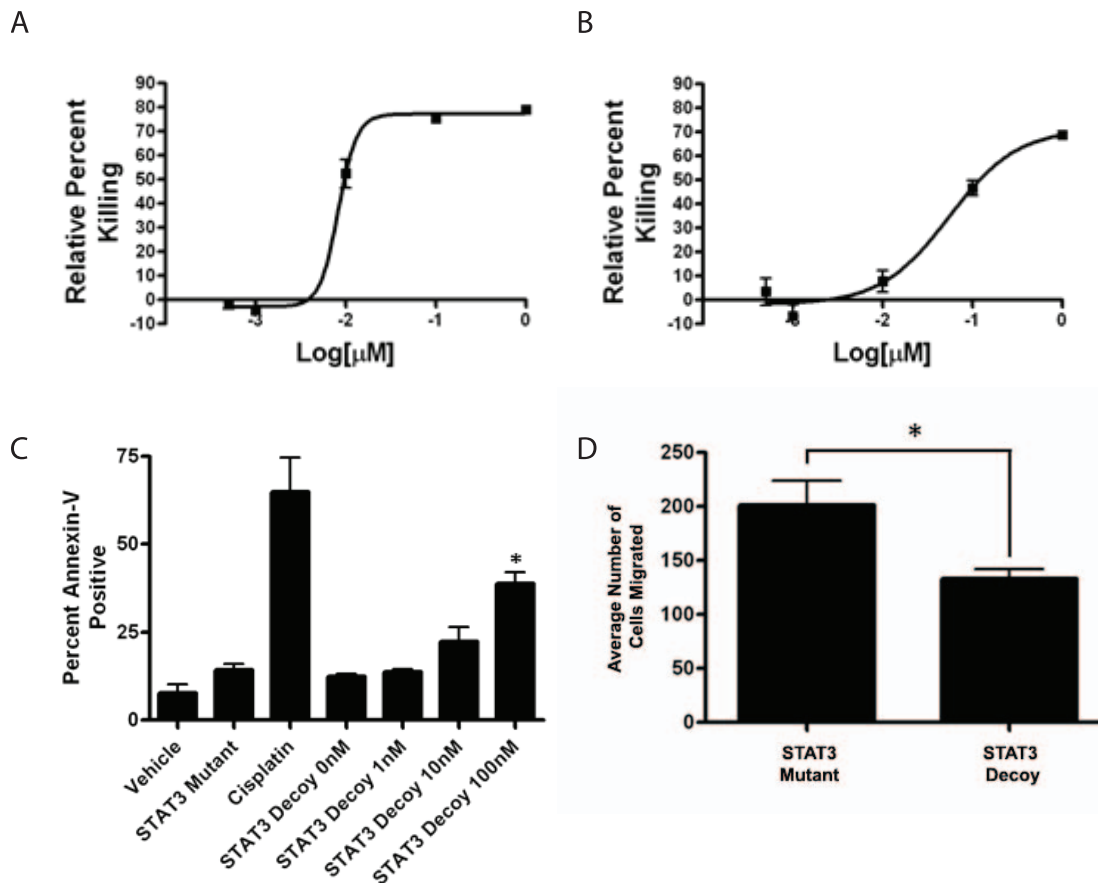 A
90
80
70
60
50
40
30
20
10
0
-10
Relative Percent
Killing
-3
-2
-1
0
Log[μM]
B
90
80
70
60
50
40
30
20
10
0
-10
Relative Percent
Killing
-3
-2
-1
0
Log[μM]
C
75
50
25
0
Percent Annexin-V
Positive
*
Vehicle
STAT3 Mutant
Cisplatin
STAT3 Decoy 0nM
STAT3 Decoy 1nM
STAT3 Decoy 10nM
STAT3 Decoy 100nM
D
250
200
150
100
50
0
Average Number of
Cells Migrated
*
STAT3
Mutant
STAT3
Decoy